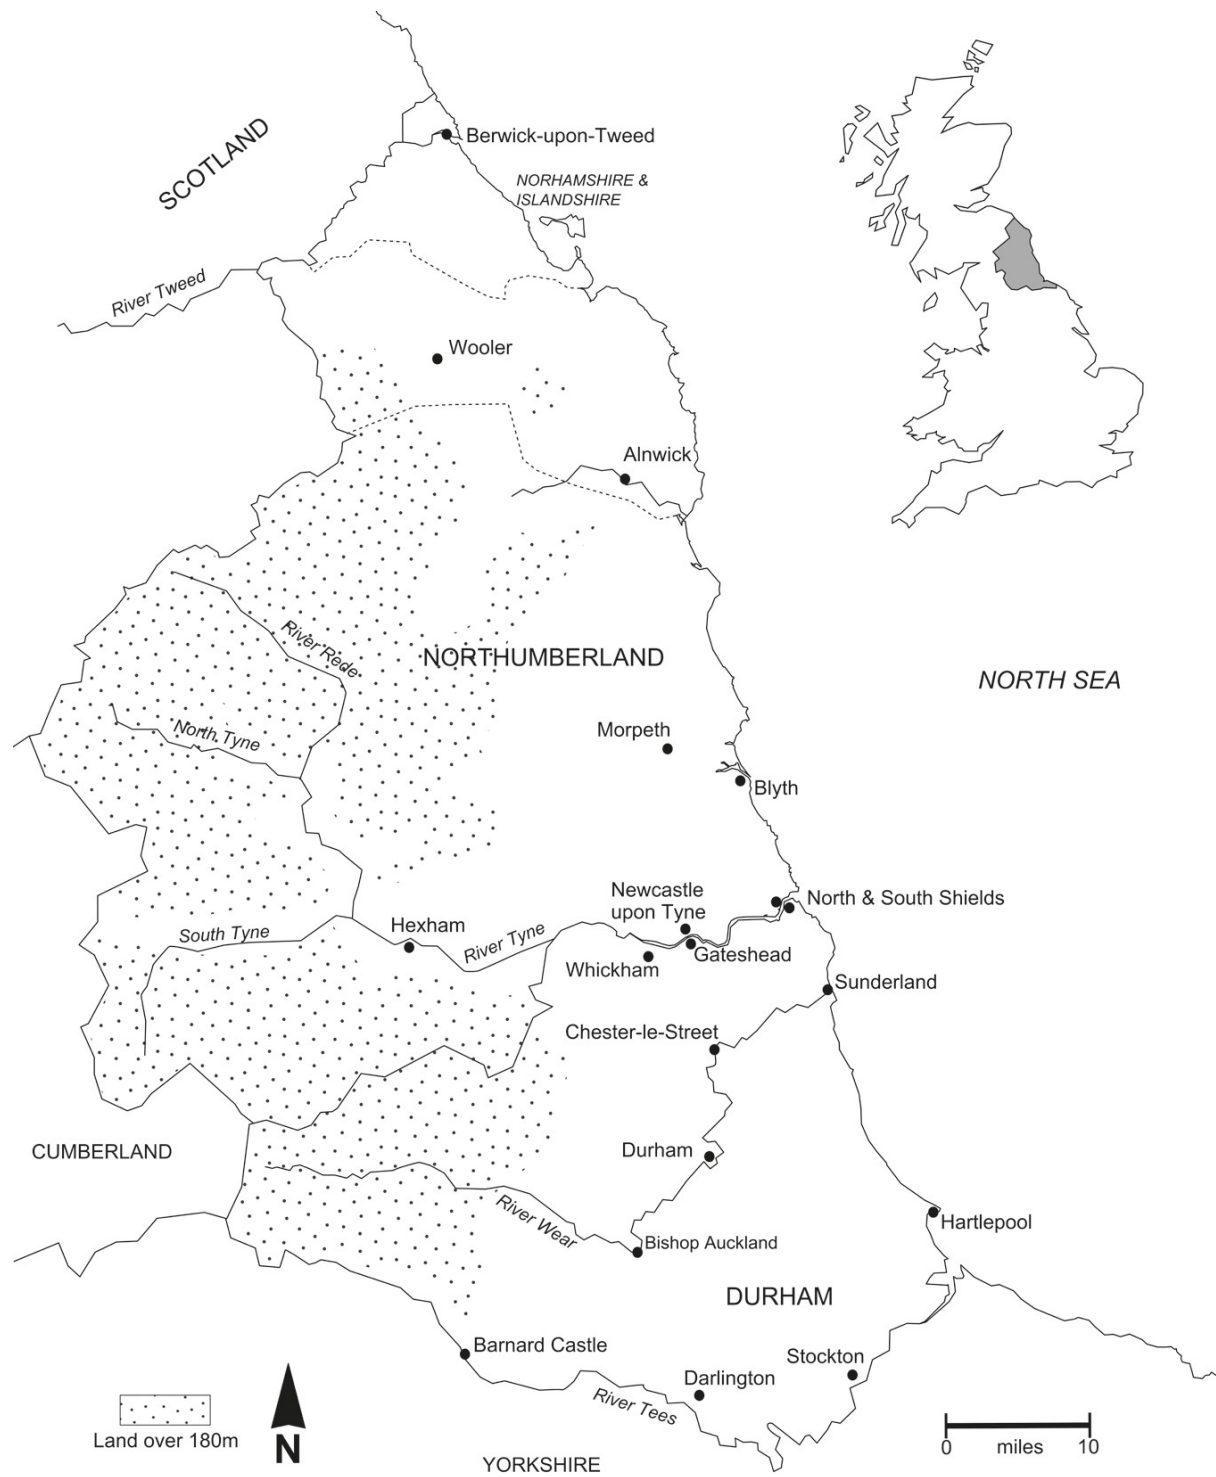 SCOTLAND
Berwick-upon-Tweed
NORHAMSHIRE &
ISLANDSHIRE
River Tweed
Wooler
Alnwick
River Rede
NORTHUMBERLAND
NORTH SEA
North Tyne
Morpeth
Blyth
Newcastle
upon Tyne
North & South Shields
Hexham
South Tyne
River Tyne
Gateshead
Whickham
Sunderland
Chester-le-Street
CUMBERLAND
Durham
River Wear
Hartlepool
Bishop Auckland
DURHAM
Barnard Castle
Stockton
Darlington
River Tees
Land over 180m
N
YORKSHIRE
0 miles 10